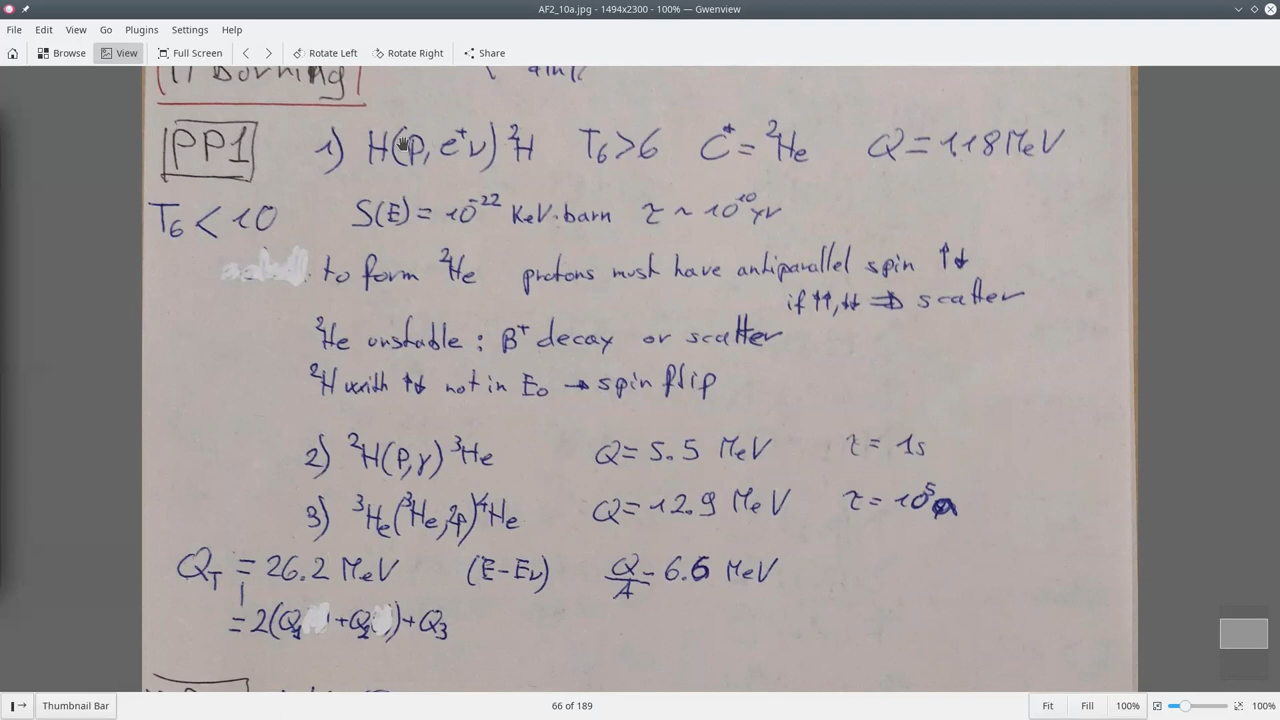 AF2_10a.jpg - 1494x2300 - 100% — Gwenview
File Edit View Go Plugins Settings Help
Browse View Full Screen Rotate Left Rotate Right Share
Burning
PP1 1) H(p, e⁺ν) ²H T₆>6 C* = ²He Q = 1.18 MeV
T₆ < 10 S(E) = 10⁻²² KeV·barn τ ~ 10¹⁰ yr
to form ²He protons must have antiparallel spin ↑↓
if ↑↑, ↓↓ ⇒ scatter
²He unstable : β⁺ decay or scatter
²H with ↑↓ not in E₀ → spin flip
2) ²H(p,γ) ³He Q = 5.5 MeV τ = 1s
3) ³He(³He,2p)⁴He Q = 12.9 MeV τ = 10⁵a
Q_T = 26.2 MeV (E-Eν) Q/A = 6.6 MeV
= 2(Q₁ + Q₂) + Q₃
Thumbnail Bar 66 of 189 Fit Fill 100% 100%